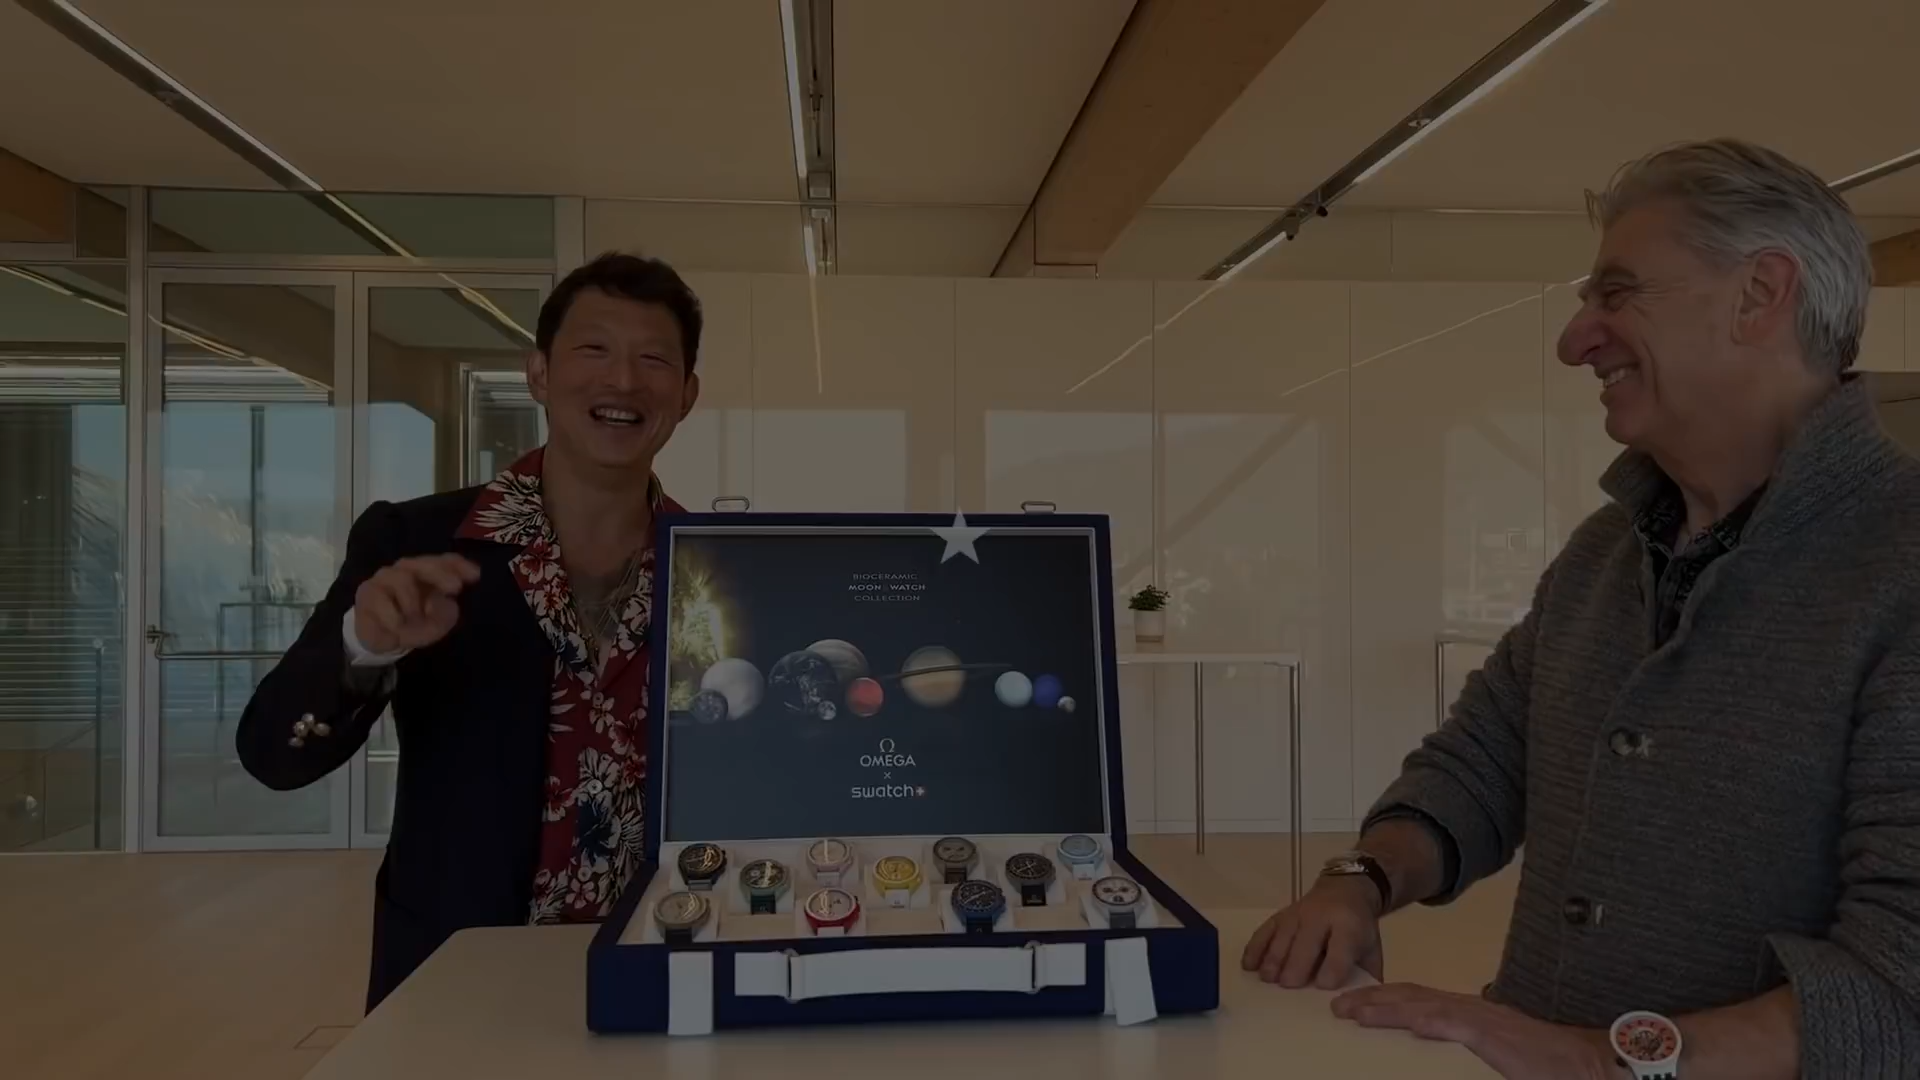 BIOCERAMIC
MOONSWATCH
COLLECTION
Ω
OMEGA
x
swatch+